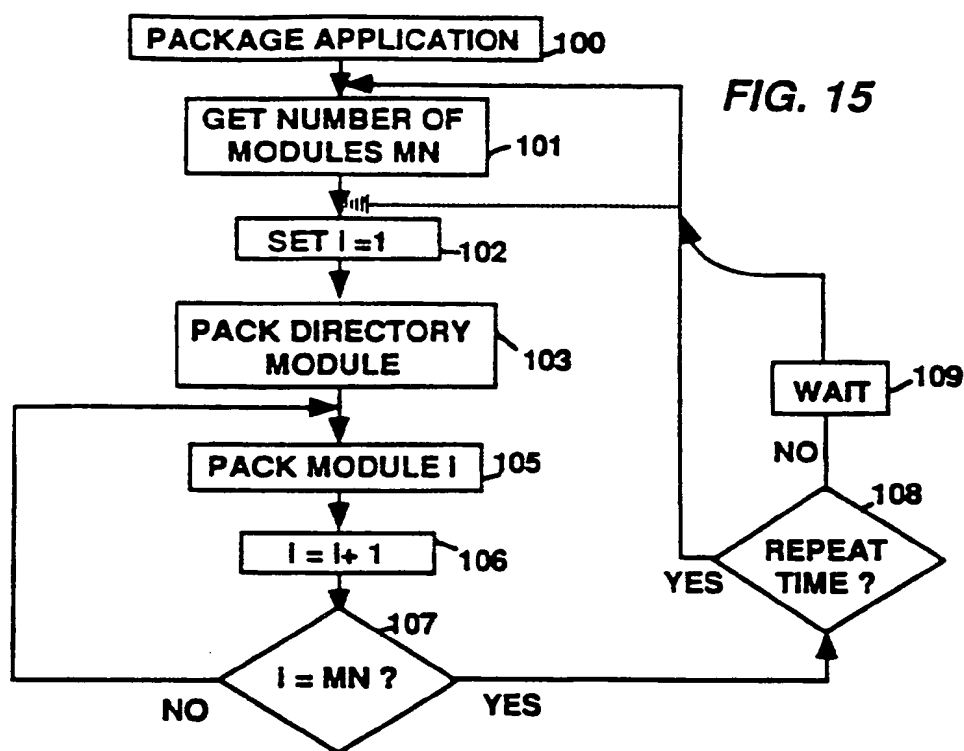 PACKAGE APPLICATION
100
FIG. 15
GET NUMBER OF
MODULES MN
101
SET I =1
102
PACK DIRECTORY
MODULE
103
WAIT
109
NO
PACK MODULE I
105
108
REPEAT
TIME ?
YES
I = I+ 1
106
107
I = MN ?
NO
YES